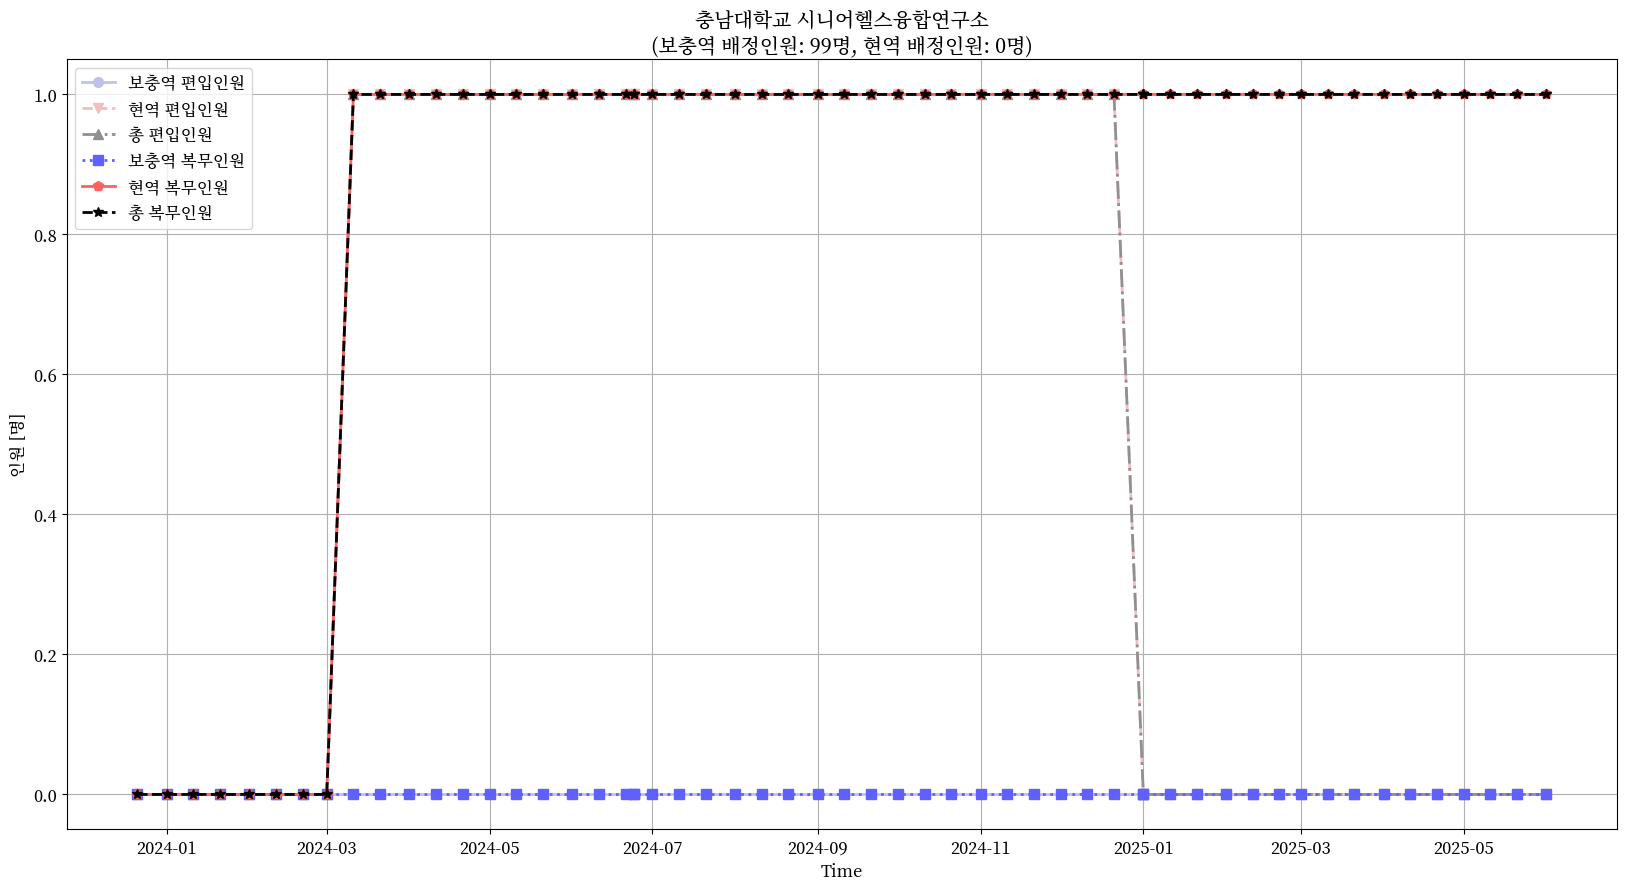 충남대학교 시니어헬스융합연구소
(보충역 배정인원: 99명, 현역 배정인원: 0명)
보충역 편입인원
현역 편입인원
총 편입인원
보충역 복무인원
현역 복무인원
총 복무인원
1.0
0.8
0.6
0.4
0.2
0.0
인원 [명]
2024-01
2024-03
2024-05
2024-07
2024-09
2024-11
2025-01
2025-03
2025-05
Time